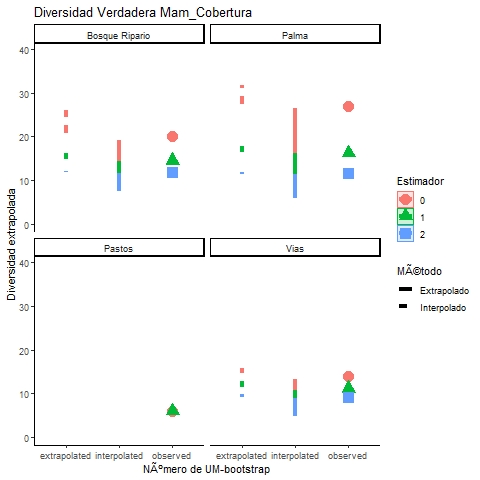 Diversidad Verdadera Mam_Cobertura
Bosque Ripario
Palma
40
30
20
10
0
Pastos
Vias
40
30
20
10
0
extrapolated interpolated observed
extrapolated interpolated observed
NÃºmero de UM-bootstrap
Diversidad extrapolada
Estimador
0
1
2
MÃ©todo
Extrapolado
Interpolado